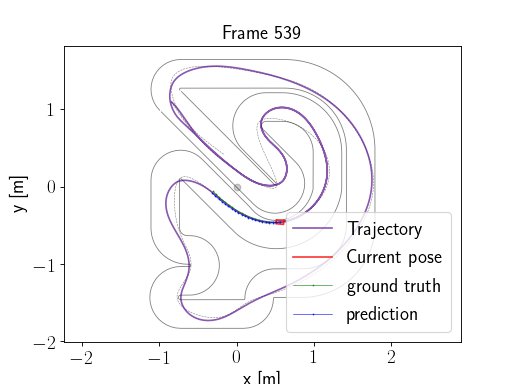 Frame 539
y [m]
1
0
−1
−2
−2
−1
0
1
2
x [m]
Trajectory
Current pose
ground truth
prediction